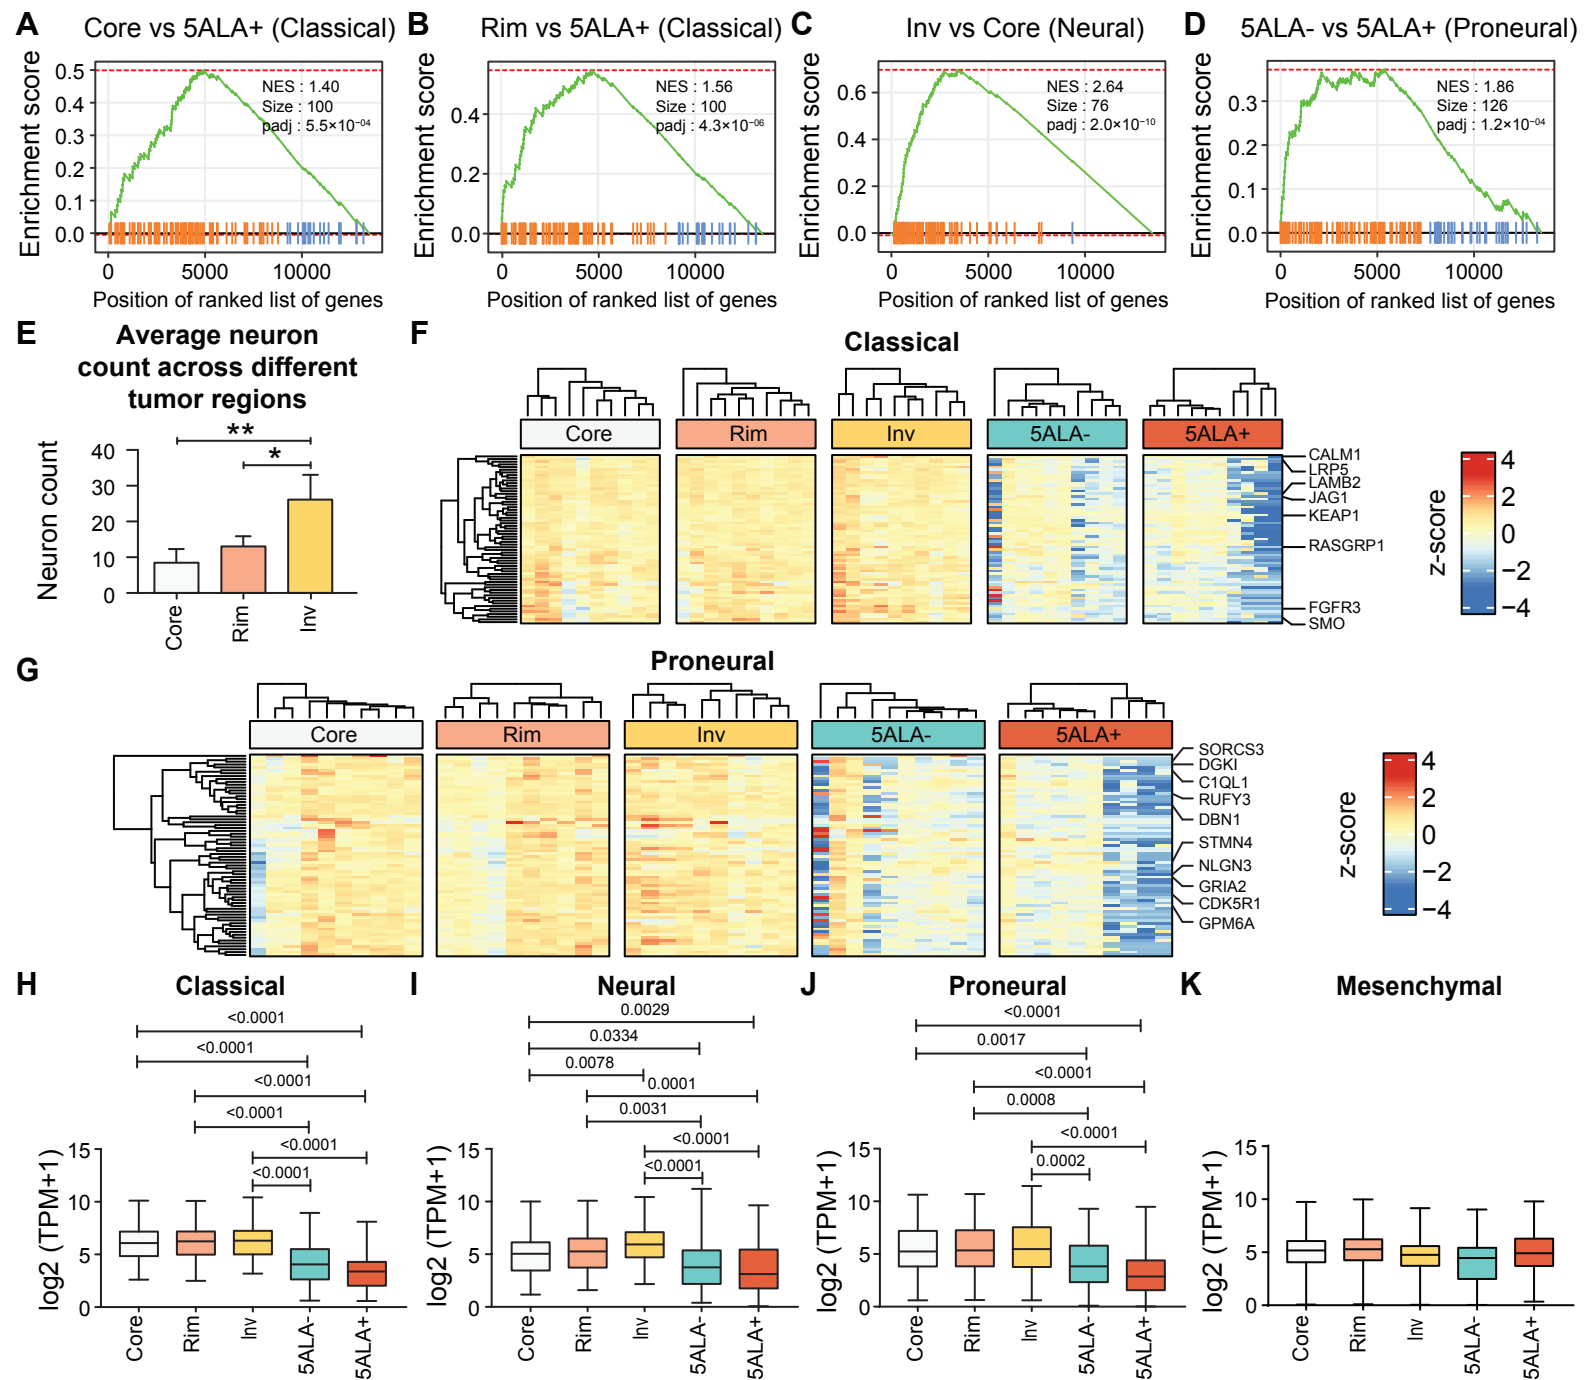 A
Core vs 5ALA+ (Classical)
Enrichment score
0.5
0.4
0.3
0.2
0.1
0.0
NES : 1.40
Size : 100
padj : 5.5×10⁻⁰⁴
0
5000
10000
Position of ranked list of genes
B
Rim vs 5ALA+ (Classical)
Enrichment score
0.4
0.2
0.0
NES : 1.56
Size : 100
padj : 4.3×10⁻⁰⁶
0
5000
10000
Position of ranked list of genes
C
Inv vs Core (Neural)
Enrichment score
0.6
0.4
0.2
0.0
NES : 2.64
Size : 76
padj : 2.0×10⁻¹⁰
0
5000
10000
Position of ranked list of genes
D
5ALA- vs 5ALA+ (Proneural)
Enrichment score
0.3
0.2
0.1
0.0
NES : 1.86
Size : 126
padj : 1.2×10⁻⁰⁴
0
5000
10000
Position of ranked list of genes
E
Average neuron
count across different
tumor regions
**
*
Neuron count
40
30
20
10
0
Core
Rim
Inv
F
Classical
Core
Rim
Inv
5ALA-
5ALA+
CALM1
LRP5
LAMB2
JAG1
KEAP1
RASGRP1
FGFR3
SMO
z-score
4
2
0
−2
−4
G
Proneural
Core
Rim
Inv
5ALA-
5ALA+
SORCS3
DGKI
C1QL1
RUFY3
DBN1
STMN4
NLGN3
GRIA2
CDK5R1
GPM6A
z-score
4
2
0
−2
−4
H
Classical
<0.0001
<0.0001
<0.0001
<0.0001
<0.0001
<0.0001
log2 (TPM+1)
15
10
5
0
Core
Rim
Inv
5ALA-
5ALA+
I
Neural
0.0029
0.0334
0.0078
0.0001
0.0031
<0.0001
<0.0001
log2 (TPM+1)
15
10
5
0
Core
Rim
Inv
5ALA-
5ALA+
J
Proneural
<0.0001
0.0017
<0.0001
0.0008
<0.0001
0.0002
log2 (TPM+1)
15
10
5
0
Core
Rim
Inv
5ALA-
5ALA+
K
Mesenchymal
log2 (TPM+1)
15
10
5
0
Core
Rim
Inv
5ALA-
5ALA+